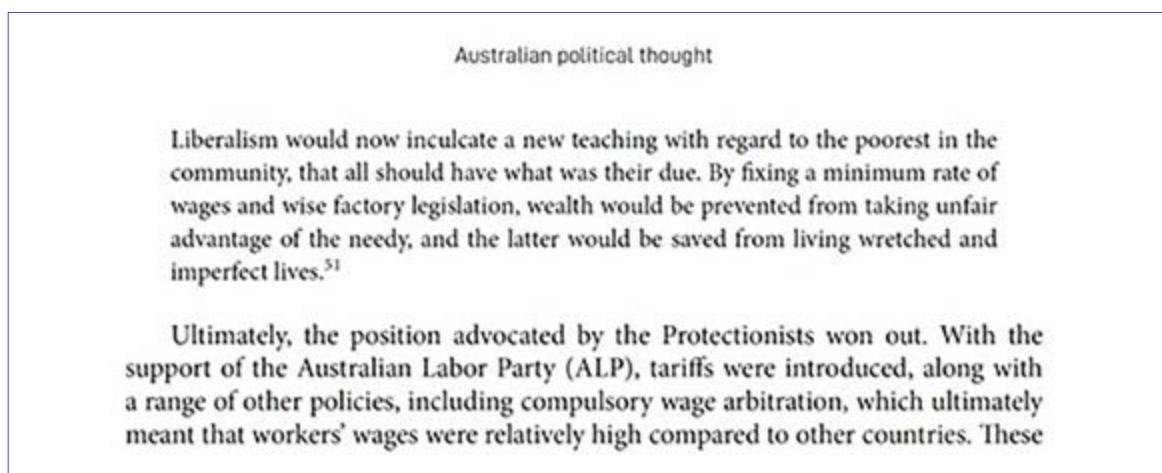 Australian political thought
Liberalism would now inculcate a new teaching with regard to the poorest in the
community, that all should have what was their due. By fixing a minimum rate of
wages and wise factory legislation, wealth would be prevented from taking unfair
advantage of the needy, and the latter would be saved from living wretched and
imperfect lives.51
Ultimately, the position advocated by the Protectionists won out. With the
support of the Australian Labor Party (ALP), tariffs were introduced, along with
a range of other policies, including compulsory wage arbitration, which ultimately
meant that workers’ wages were relatively high compared to other countries. These